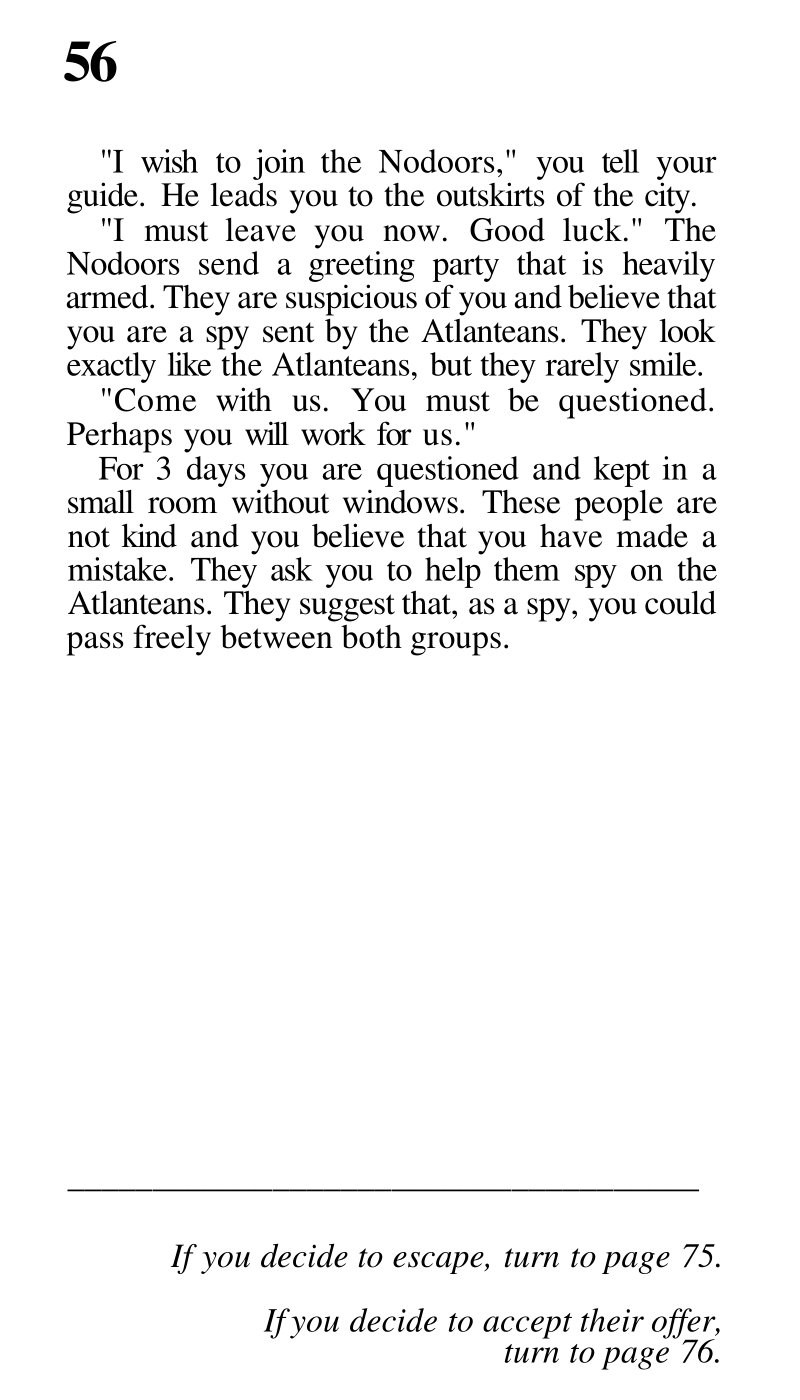 56
"I wish to join the Nodoors," you tell your
guide. He leads you to the outskirts of the city.
"I must leave you now. Good luck." The
Nodoors send a greeting party that is heavily
armed. They are suspicious of you and believe that
you are a spy sent by the Atlanteans. They look
exactly like the Atlanteans, but they rarely smile.
"Come with us. You must be questioned.
Perhaps you will work for us."
For 3 days you are questioned and kept in a
small room without windows. These people are
not kind and you believe that you have made a
mistake. They ask you to help them spy on the
Atlanteans. They suggest that, as a spy, you could
pass freely between both groups.
If you decide to escape, turn to page 75.
If you decide to accept their offer,
turn to page 76.